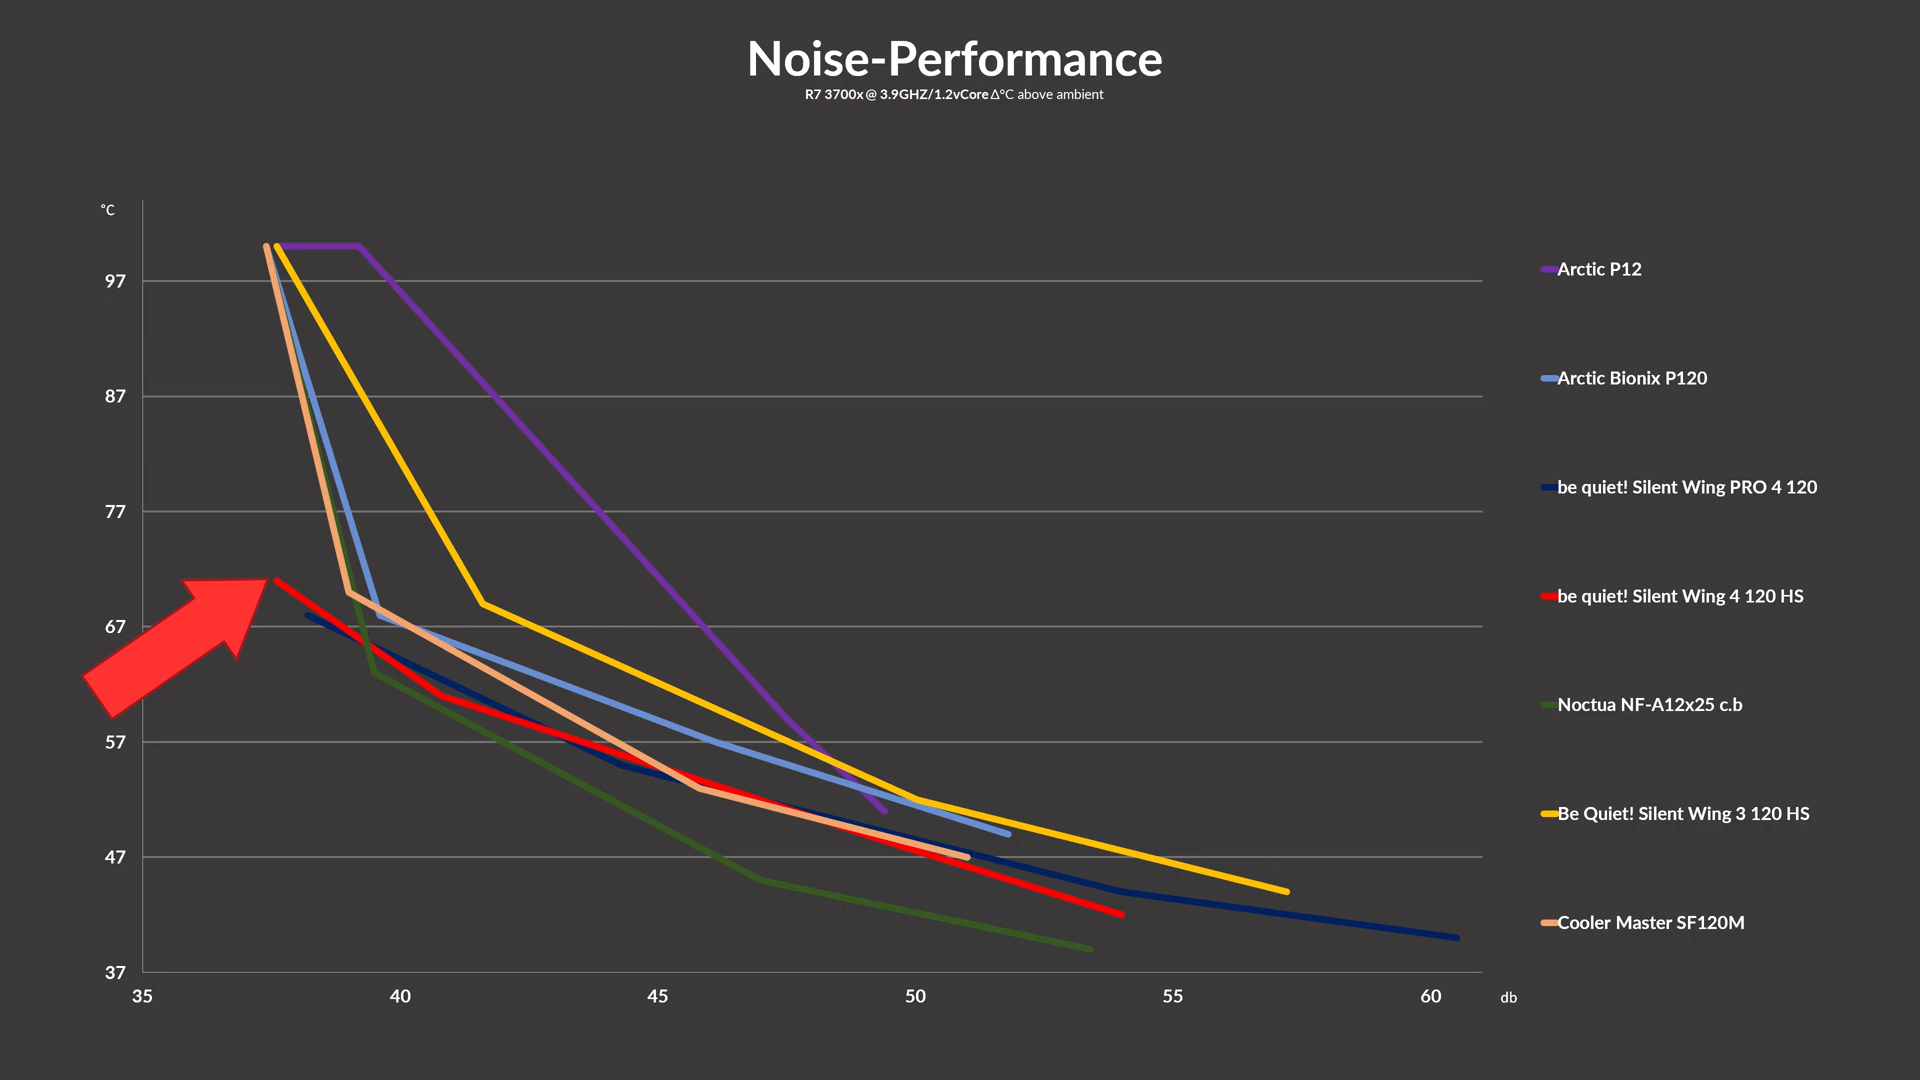 Noise-Performance
R7 3700x @ 3.9GHZ/1.2vCore Δ°C above ambient
°C
97
87
77
67
57
47
37
35 40 45 50 55 60 db
Arctic P12
Arctic Bionix P120
be quiet! Silent Wing PRO 4 120
be quiet! Silent Wing 4 120 HS
Noctua NF-A12x25 c.b
Be Quiet! Silent Wing 3 120 HS
Cooler Master SF120M